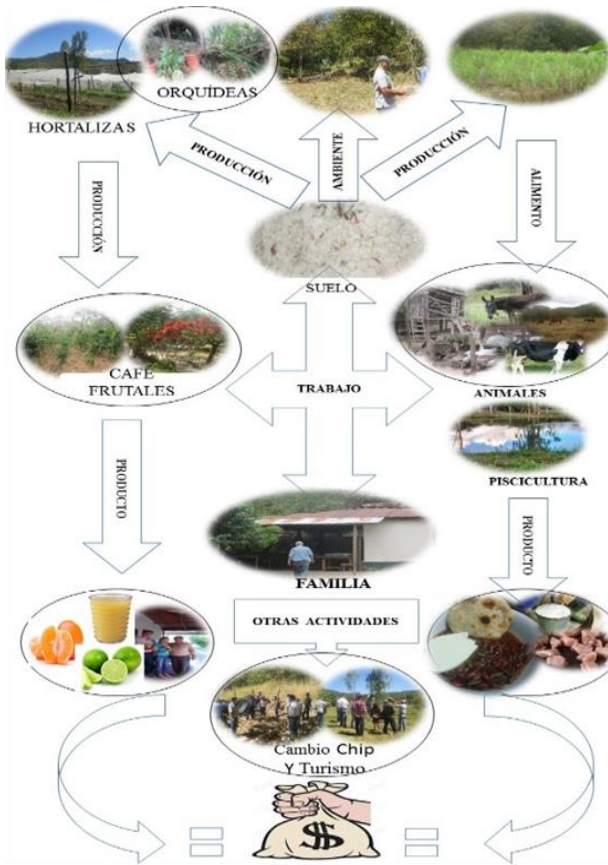 ORQUÍDEAS
HORTALIZAS
PRODUCCIÓN
AMBIENTE
PRODUCCIÓN
PRODUCCIÓN
ALIMENTO
SUELO
CAFE
FRUTALES
TRABAJO
ANIMALES
PISCICULTURA
PRODUCTO
PRODUCTO
FAMILIA
OTRAS ACTIVIDADES
Cambio Chip
Y Turismo
$